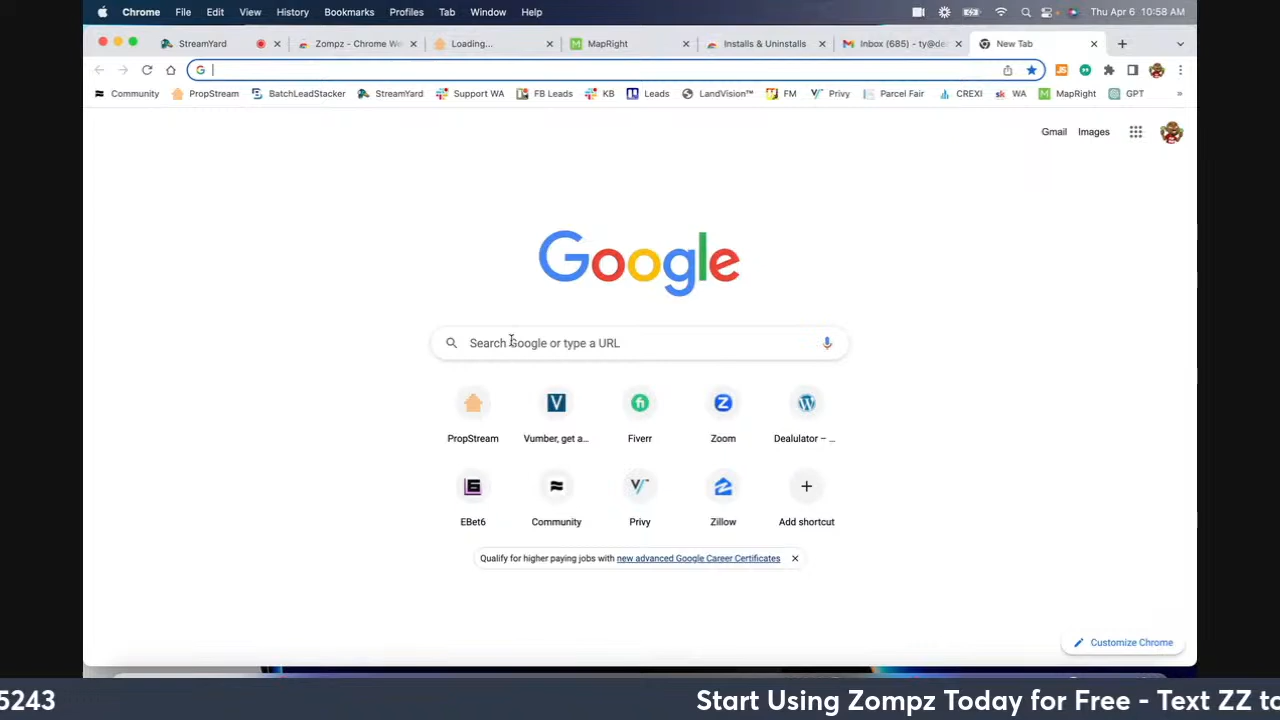 Chrome File Edit View History Bookmarks Profiles Tab Window Help Thu Apr 6 10:58 AM
StreamYard Zompz - Chrome We Loading... MapRight Installs & Uninstalls Inbox (685) - ty@de New Tab
Community PropStream BatchLeadStacker StreamYard Support WA FB Leads KB Leads LandVision™ FM Privy Parcel Fair CREXI WA MapRight GPT »
Gmail Images
Google
Search Google or type a URL
PropStream Vumber, get a... Fiverr Zoom Dealulator – ...
EBet6 Community Privy Zillow Add shortcut
Qualify for higher paying jobs with new advanced Google Career Certificates
Customize Chrome
5243 Start Using Zompz Today for Free - Text ZZ to